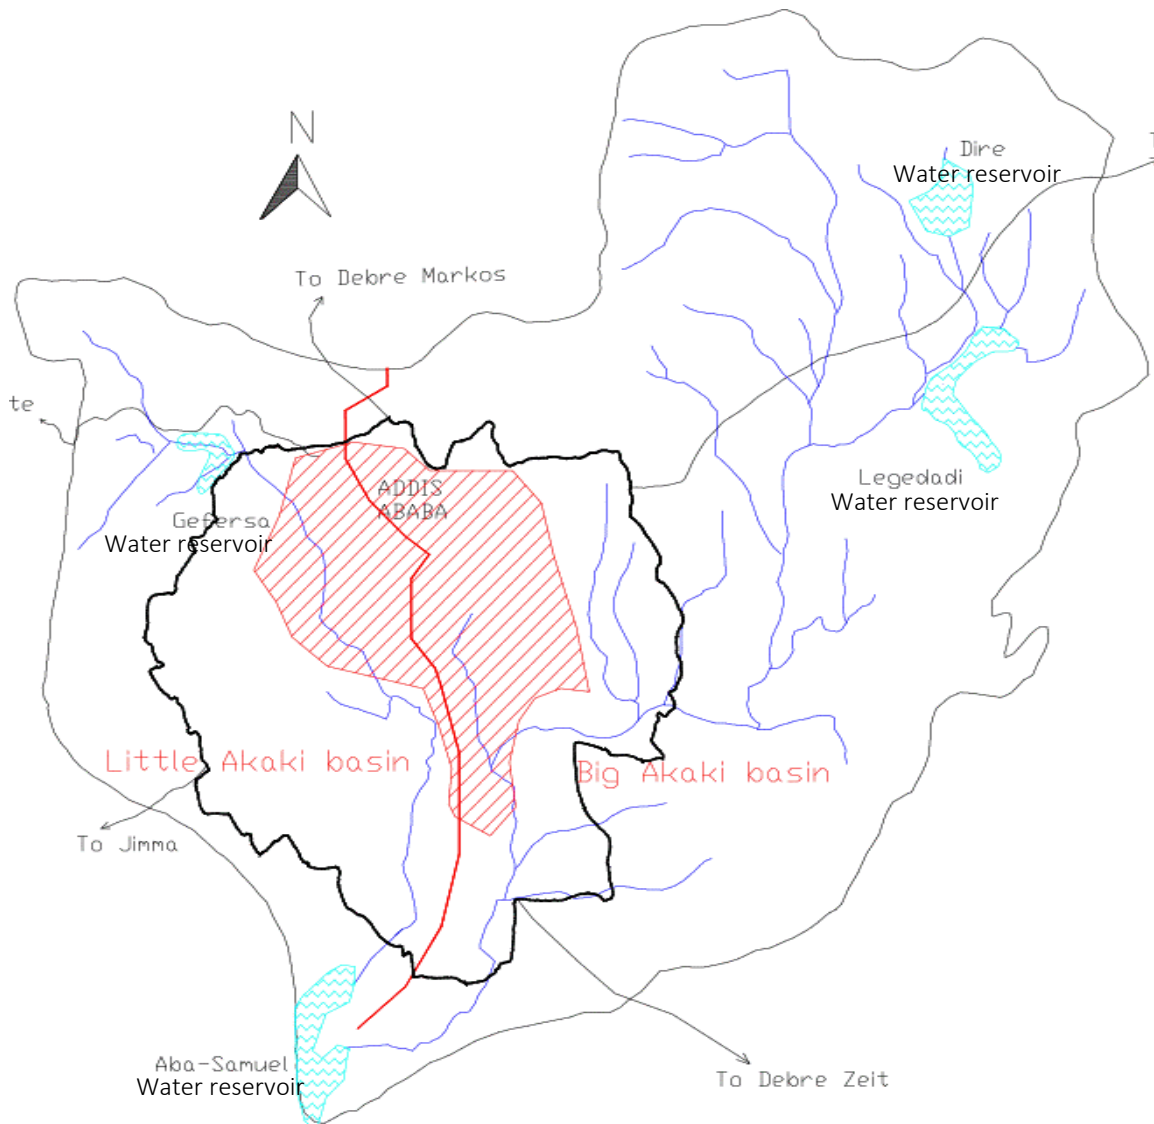 N
Dire
Water reservoir
To Debre Markos
te
ADDIS
ABABA
Legedadi
Water reservoir
Gefersa
Water reservoir
Little Akaki basin
Big Akaki basin
To Jimma
Aba-Samuel
Water reservoir
To Debre Zeit